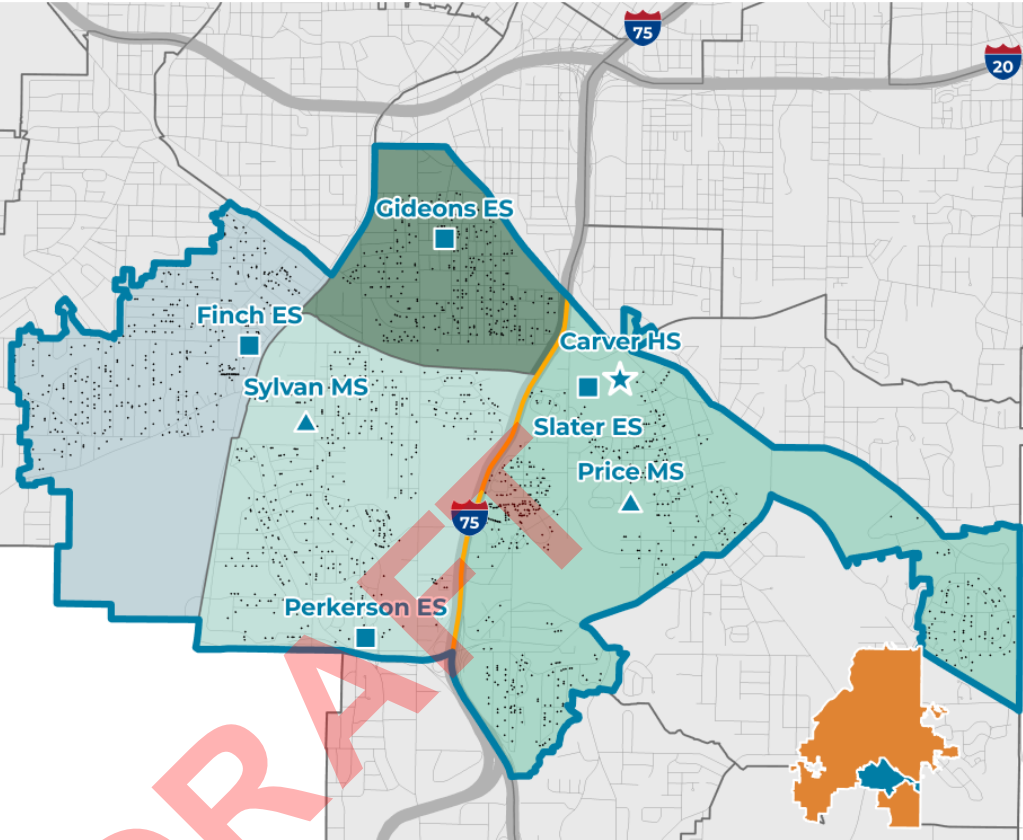 75
20
Gideons ES
Finch ES
Carver HS
Sylvan MS
Slater ES
Price MS
75
Perkerson ES
DRAFT